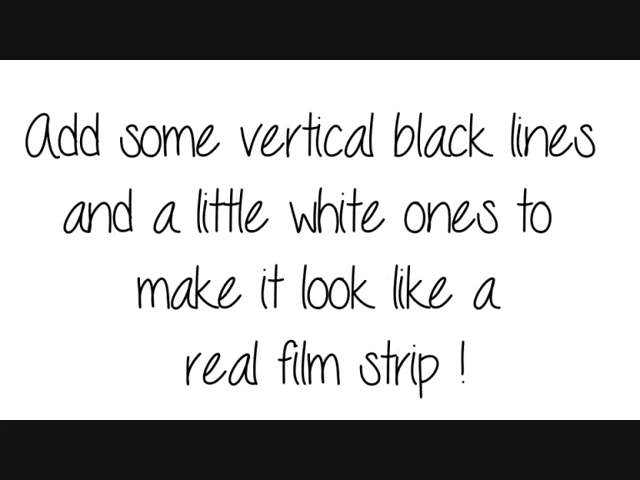 Add some vertical black lines
and a little white ones to
make it look like a
real film strip !